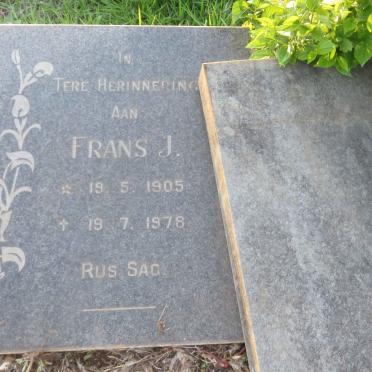 IN
TERE HERINNERING
AAN
FRANS J.
☆ 19. 5. 1905
† 19. 7. 1978
RUS SAG.